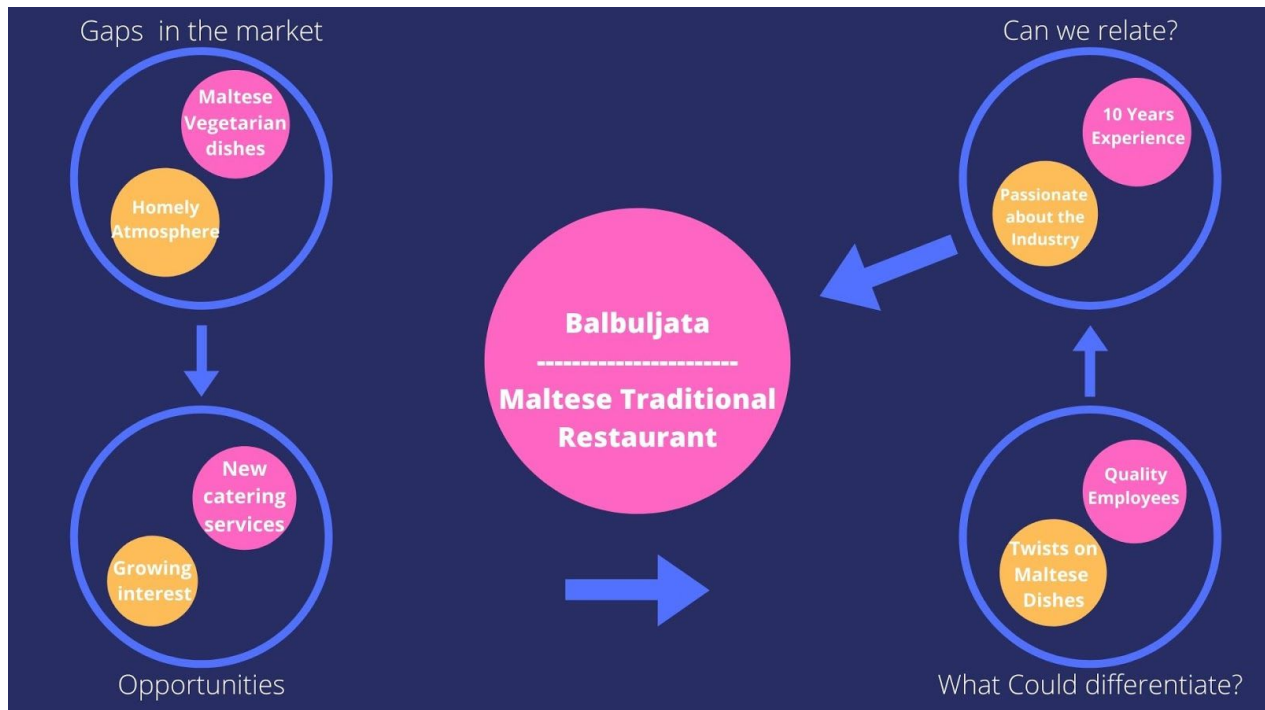 Gaps in the market
Maltese
Vegetarian
dishes
Homely
Atmosphere
New
catering
services
Growing
interest
Opportunities
Balbuljata
-----------------------
Maltese Traditional
Restaurant
Can we relate?
10 Years
Experience
Passionate
about the
Industry
Quality
Employees
Twists on
Maltese
Dishes
What Could differentiate?